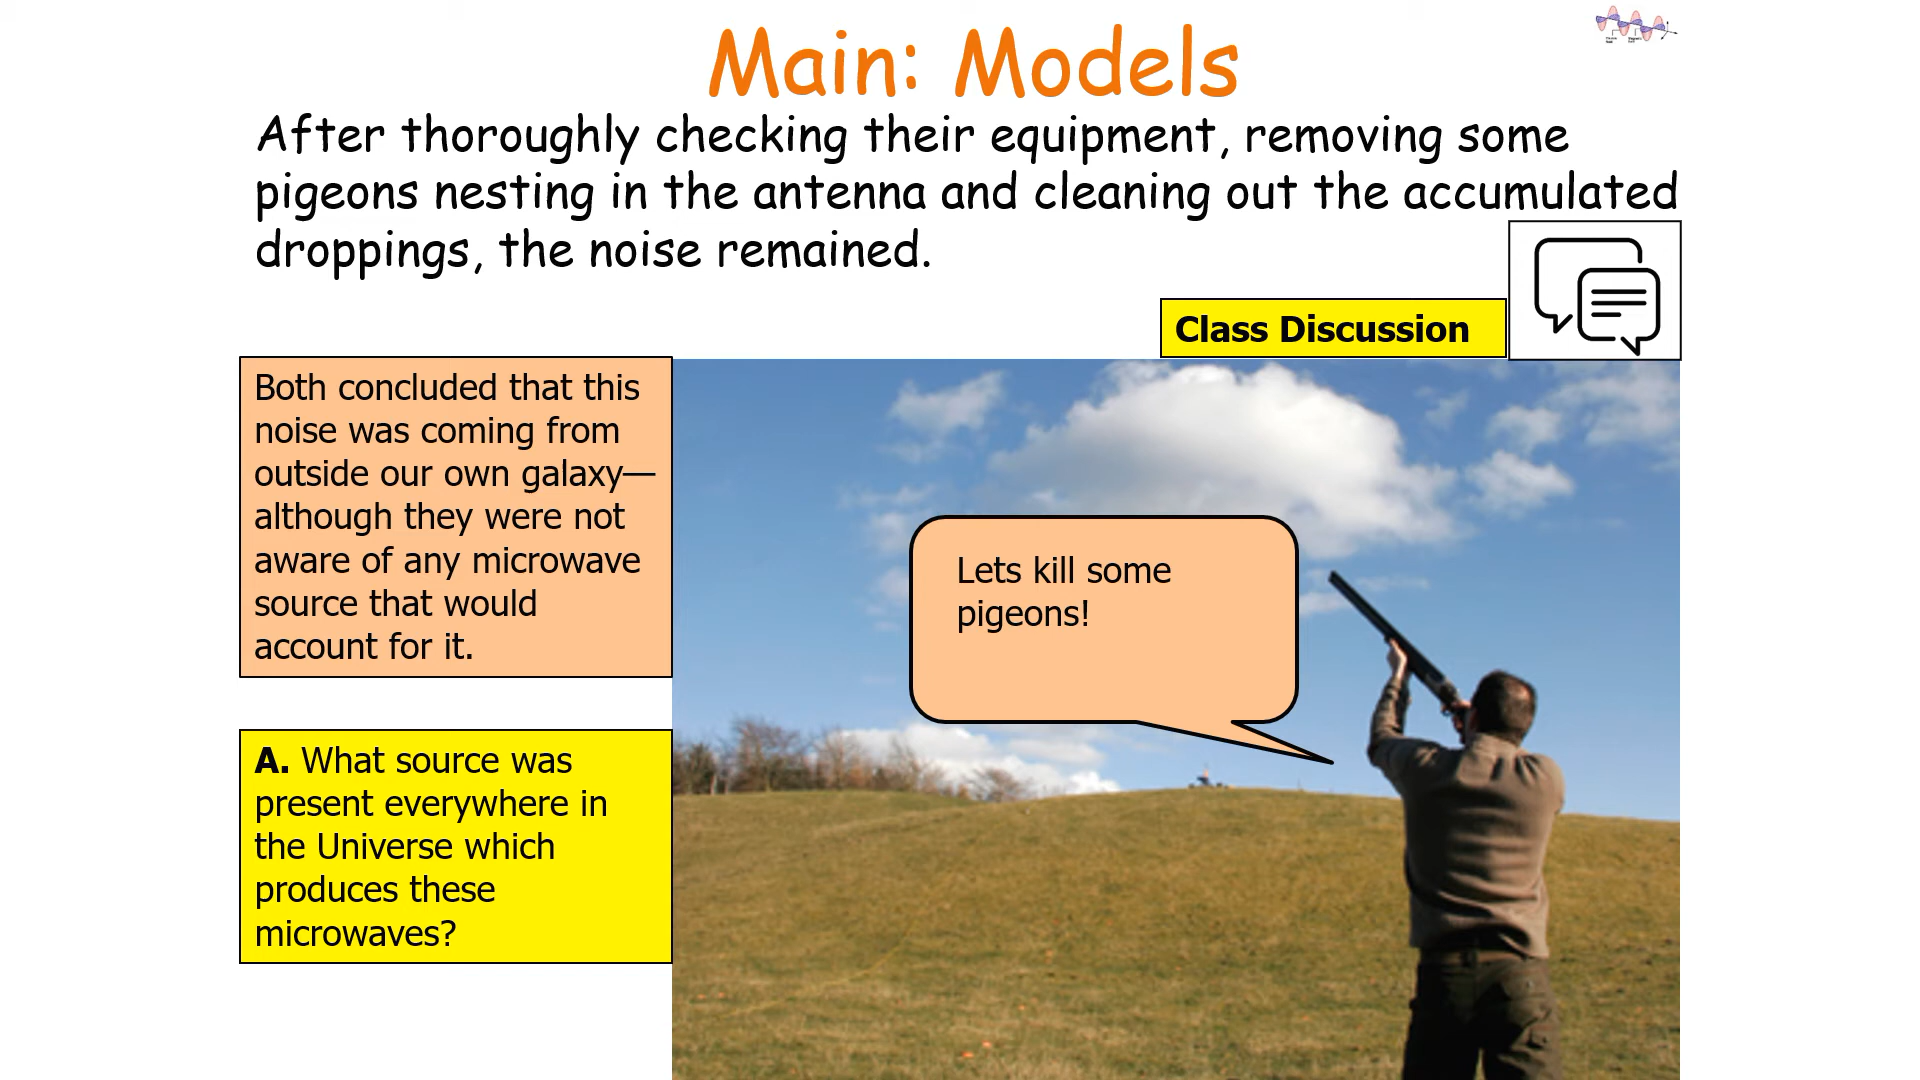 Main: Models
After thoroughly checking their equipment, removing some
pigeons nesting in the antenna and cleaning out the accumulated
droppings, the noise remained.
Class Discussion
Both concluded that this
noise was coming from
outside our own galaxy—
although they were not
aware of any microwave
source that would
account for it.
Lets kill some
pigeons!
A. What source was
present everywhere in
the Universe which
produces these
microwaves?